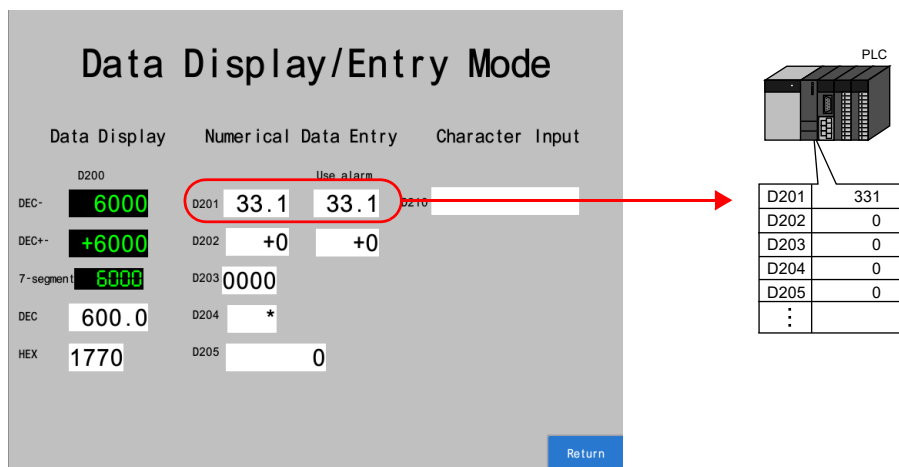 Data Display/Entry Mode
PLC
Data Display Numerical Data Entry Character Input
D200 Use alarm
DEC- 6000 D201 33.1 33.1 D210
DEC+- +6000 D202 +0 +0
7-segment 6000 D203 0000
DEC 600.0 D204 *
HEX 1770 D205 0
Return
D201 331
D202 0
D203 0
D204 0
D205 0
⋮